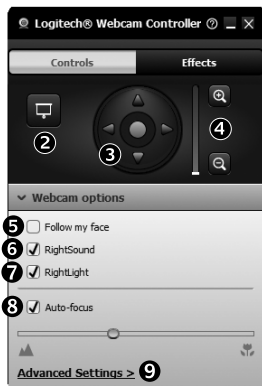 Logitech® Webcam Controller
Controls Effects
2
3
4
Webcam options
5 Follow my face
6 RightSound
7 RightLight
8 Auto-focus
Advanced Settings > 9